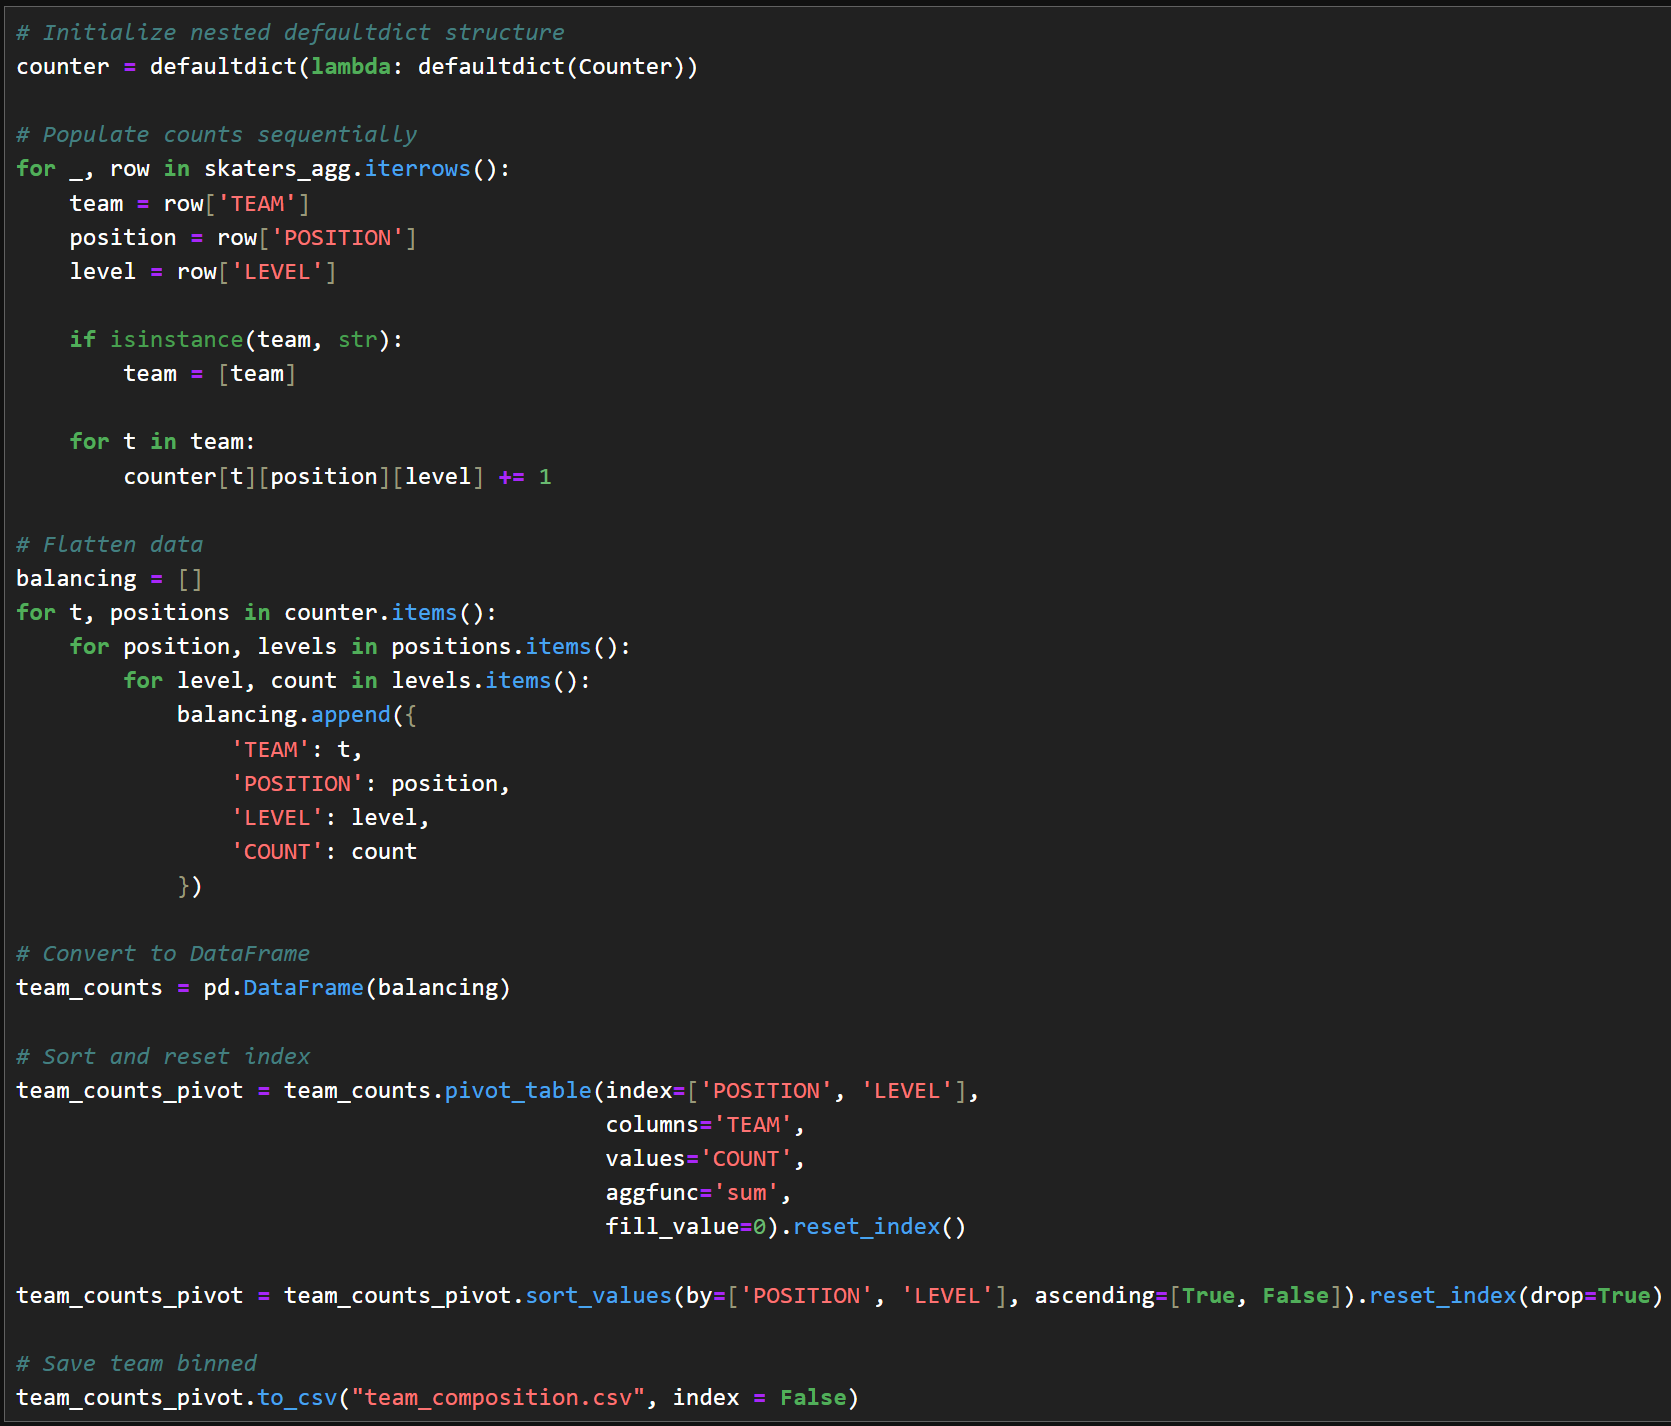 # Initialize nested defaultdict structure
counter = defaultdict(lambda: defaultdict(Counter))

# Populate counts sequentially
for _, row in skaters_agg.iterrows():
    team = row['TEAM']
    position = row['POSITION']
    level = row['LEVEL']

    if isinstance(team, str):
        team = [team]

    for t in team:
        counter[t][position][level] += 1

# Flatten data
balancing = []
for t, positions in counter.items():
    for position, levels in positions.items():
        for level, count in levels.items():
            balancing.append({
                'TEAM': t,
                'POSITION': position,
                'LEVEL': level,
                'COUNT': count
            })

# Convert to DataFrame
team_counts = pd.DataFrame(balancing)

# Sort and reset index
team_counts_pivot = team_counts.pivot_table(index=['POSITION', 'LEVEL'],
                                            columns='TEAM',
                                            values='COUNT',
                                            aggfunc='sum',
                                            fill_value=0).reset_index()

team_counts_pivot = team_counts_pivot.sort_values(by=['POSITION', 'LEVEL'], ascending=[True, False]).reset_index(drop=True)

# Save team binned
team_counts_pivot.to_csv("team_composition.csv", index = False)